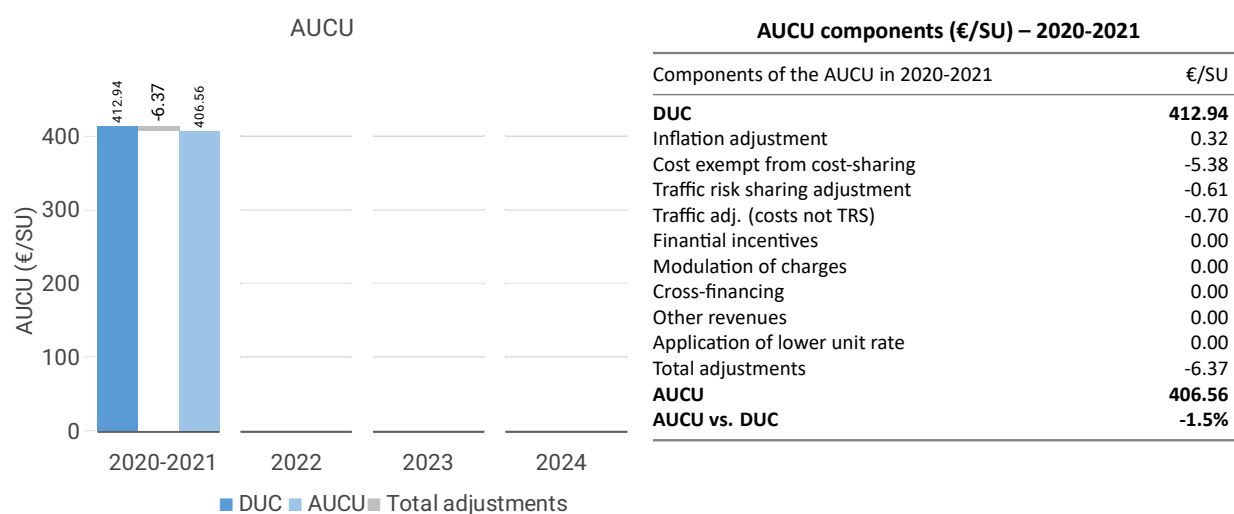 AUCU
412.94
-6.37
406.56
400
300
200
100
0
AUCU (€/SU)
2020-2021
2022
2023
2024
DUC
AUCU
Total adjustments
AUCU components (€/SU) – 2020-2021
Components of the AUCU in 2020-2021 €/SU
DUC 412.94
Inflation adjustment 0.32
Cost exempt from cost-sharing -5.38
Traffic risk sharing adjustment -0.61
Traffic adj. (costs not TRS) -0.70
Finantial incentives 0.00
Modulation of charges 0.00
Cross-financing 0.00
Other revenues 0.00
Application of lower unit rate 0.00
Total adjustments -6.37
AUCU 406.56
AUCU vs. DUC -1.5%